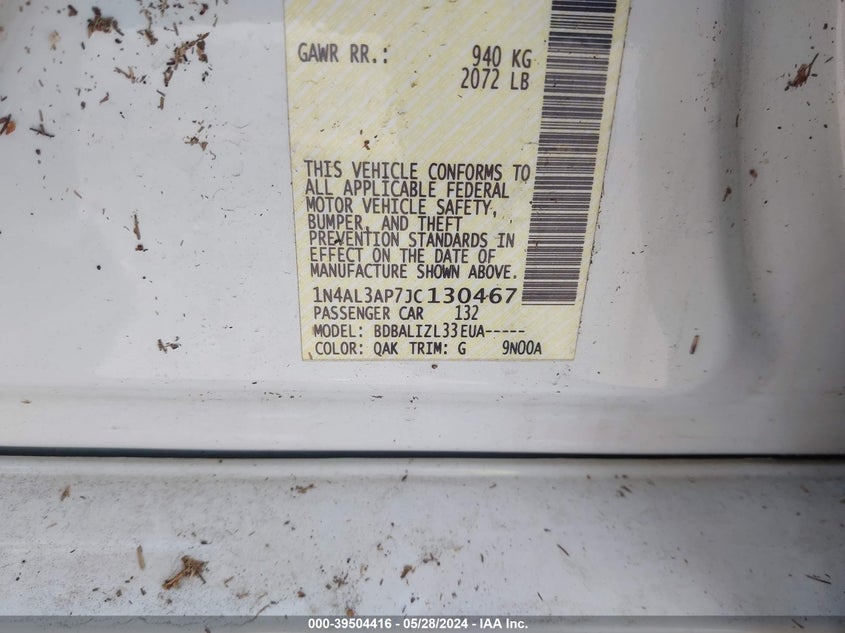 GAWR RR.: 940 KG
2072 LB
THIS VEHICLE CONFORMS TO
ALL APPLICABLE FEDERAL
MOTOR VEHICLE SAFETY,
BUMPER, AND THEFT
PREVENTION STANDARDS IN
EFFECT ON THE DATE OF
MANUFACTURE SHOWN ABOVE.
1N4AL3AP7JC130467
PASSENGER CAR 132
MODEL: BDBALIZL33EUA-----
COLOR: QAK TRIM: G 9N00A
000-39504416 - 05/28/2024 - IAA Inc.